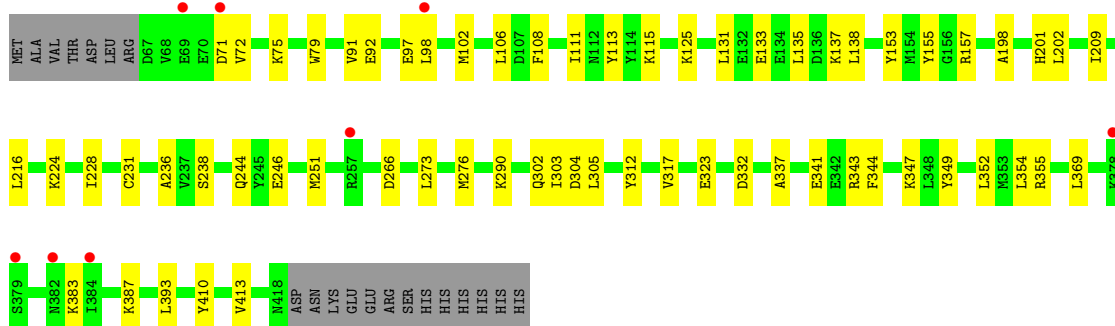 MET ALA VAL THR ASP LEU ARG D67 V68 E69 E70 D71 V72 K75 W79 V91 E92 E97 L98 M102 L106 D107 F108 I111 N112 Y113 Y114 K115 K125 L131 E132 E133 E134 L135 D136 K137 L138 Y153 M154 Y155 G156 R157 A198 H201 L202 I209
L216 K224 I228 C231 A236 V237 S238 Q244 Y245 E246 M251 R257 D266 L273 M276 K290 Q302 I303 D304 L305 Y312 V317 E323 D332 A337 E341 E342 R343 F344 K347 L348 Y349 L352 M353 L354 R355 L369 K378
S379 N382 K383 I384 K387 L393 Y410 V413 N418 ASP ASN LYS GLU GLU ARG SER HIS HIS HIS HIS HIS HIS